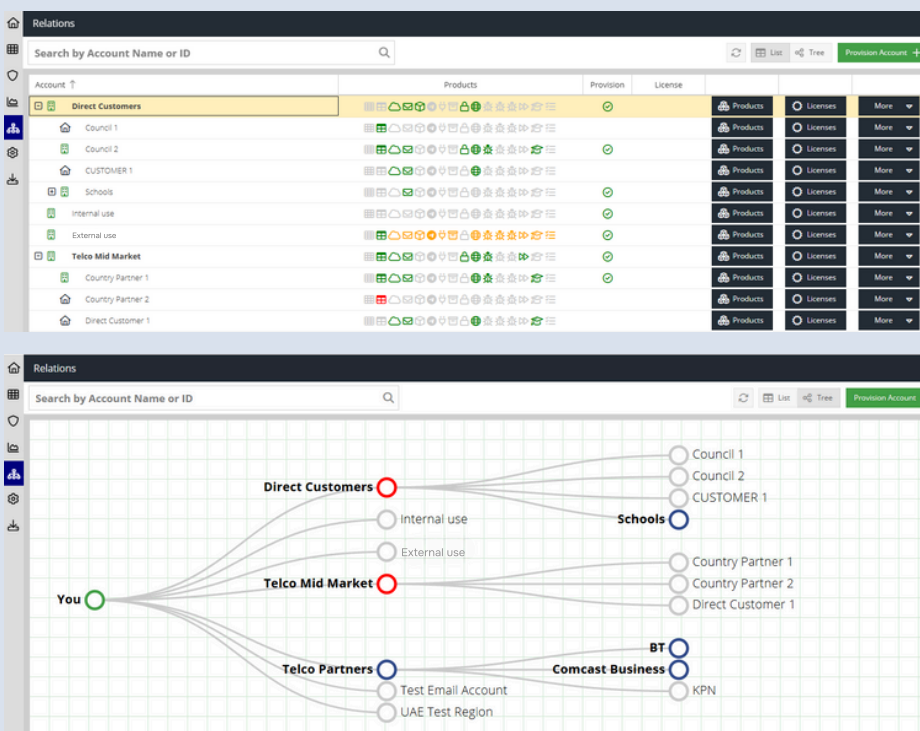 Relations
Search by Account Name or ID
List Tree Provision Account +
Account ↑ Products Provision License
Direct Customers Products Licenses More
Council 1 Products Licenses More
Council 2 Products Licenses More
CUSTOMER 1 Products Licenses More
Schools Products Licenses More
Internal use Products Licenses More
External use Products Licenses More
Telco Mid Market Products Licenses More
Country Partner 1 Products Licenses More
Country Partner 2 Products Licenses More
Direct Customer 1 Products Licenses More
Relations
Search by Account Name or ID
List Tree Provision Account
Council 1
Council 2
Direct Customers
CUSTOMER 1
Internal use
Schools
External use
Country Partner 1
Telco Mid Market
Country Partner 2
You
Direct Customer 1
BT
Telco Partners
Comcast Business
Test Email Account
KPN
UAE Test Region